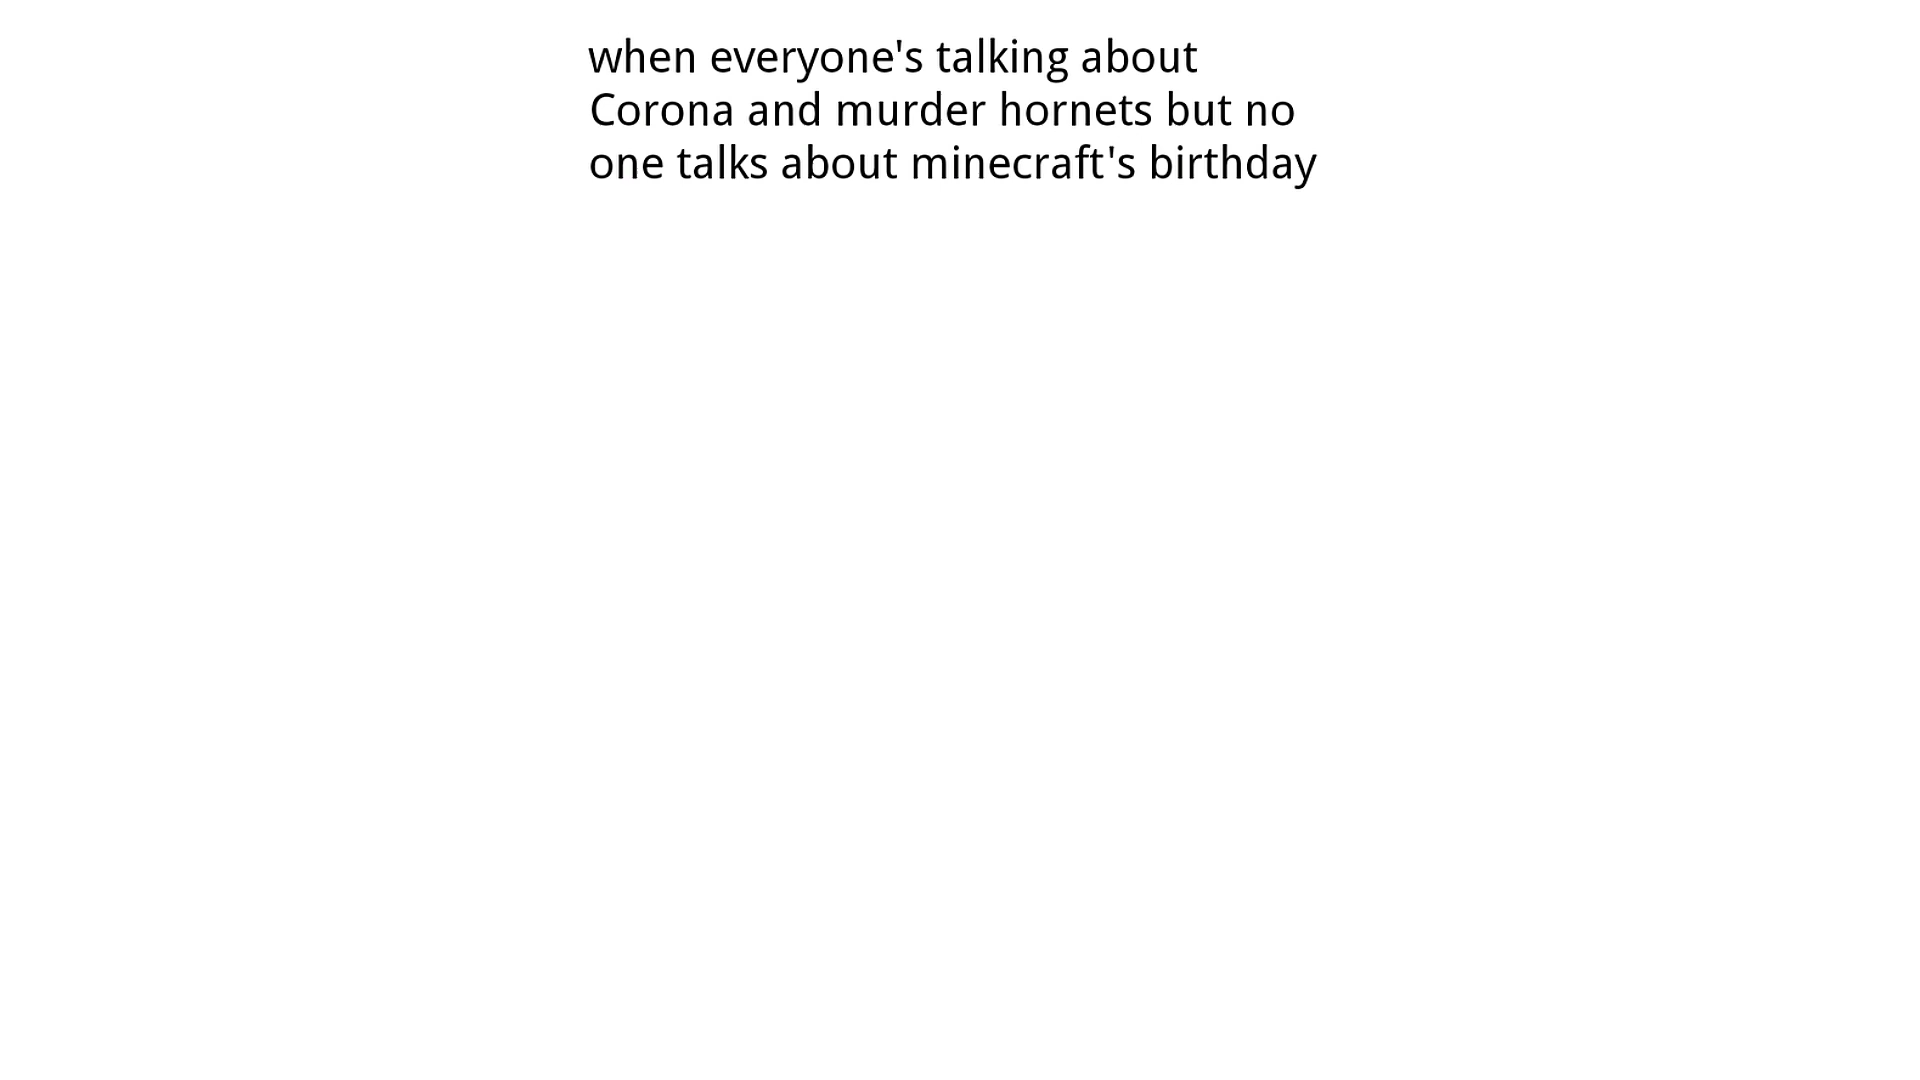 when everyone's talking about
Corona and murder hornets but no
one talks about minecraft's birthday